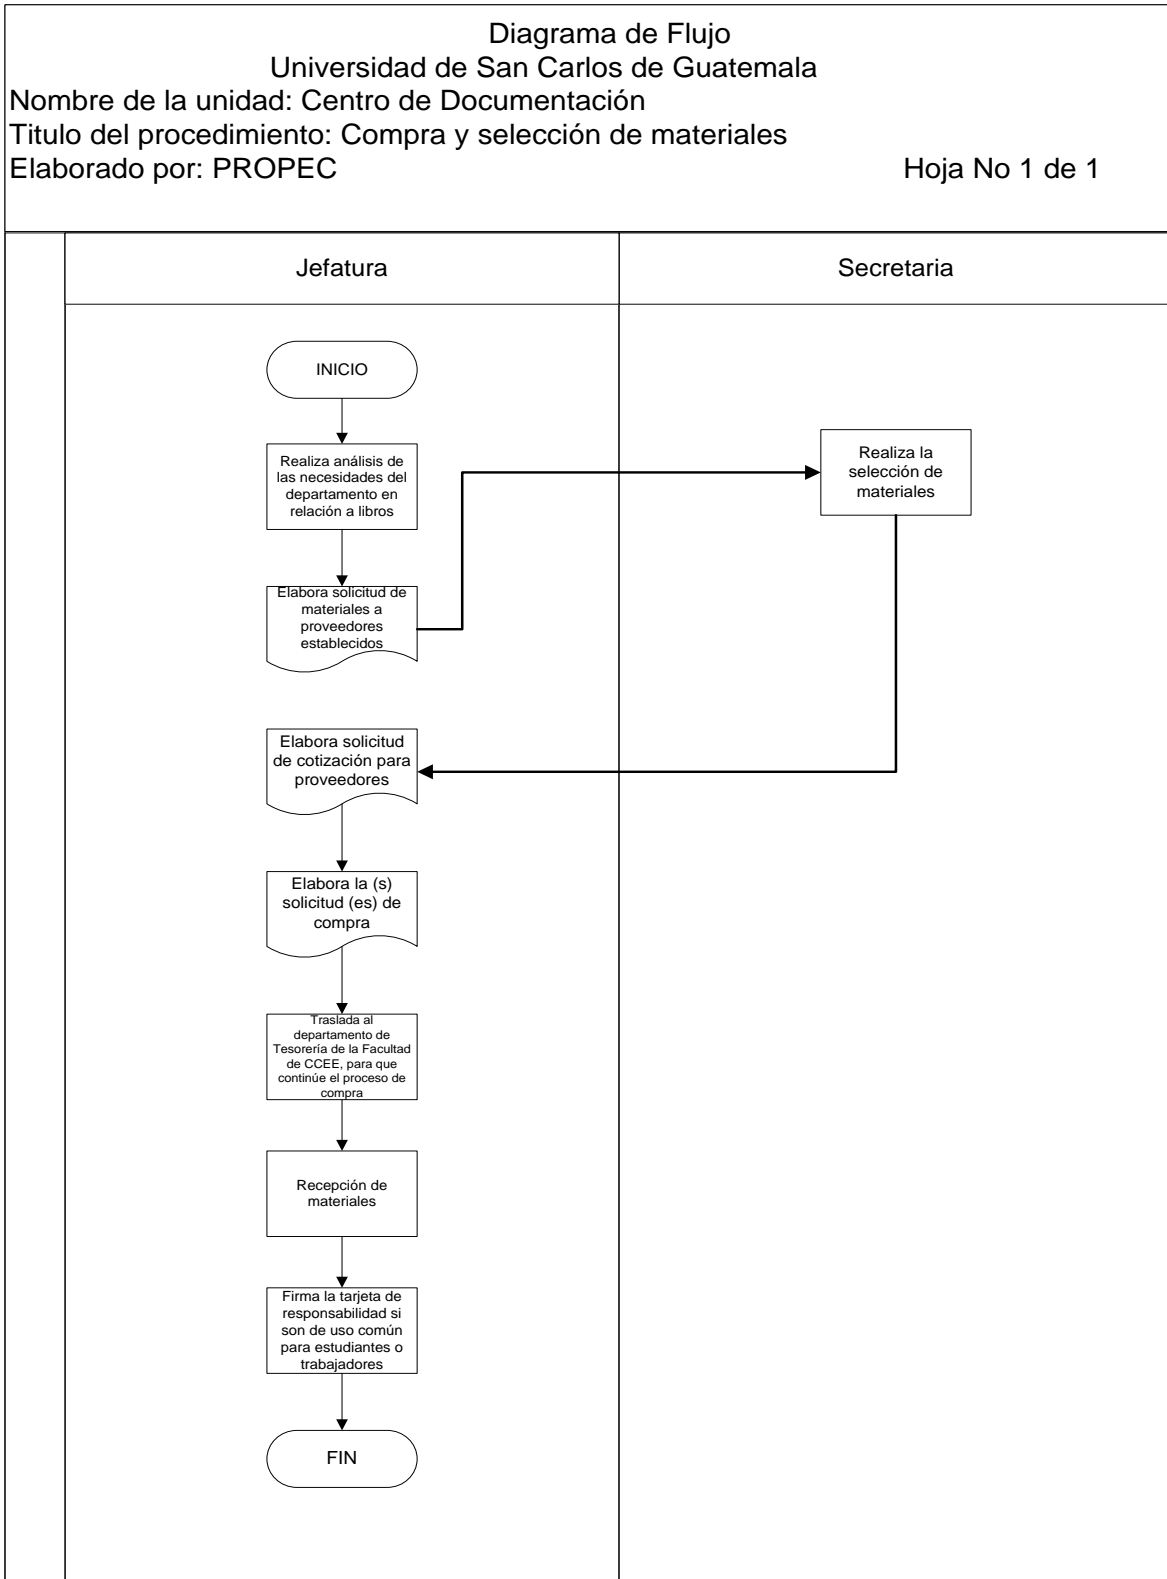 Diagrama de Flujo
Universidad de San Carlos de Guatemala
Nombre de la unidad: Centro de Documentación
Titulo del procedimiento: Compra y selección de materiales
Elaborado por: PROPEC Hoja No 1 de 1
Jefatura
Secretaria
INICIO
Realiza análisis de
las necesidades del
departamento en
relación a libros
Elabora solicitud de
materiales a
proveedores
establecidos
Realiza la
selección de
materiales
Elabora solicitud
de cotización para
proveedores
Elabora la (s)
solicitud (es) de
compra
Traslada al
departamento de
Tesorería de la Facultad
de CCEE, para que
continúe el proceso de
compra
Recepción de
materiales
Firma la tarjeta de
responsabilidad si
son de uso común
para estudiantes o
trabajadores
FIN